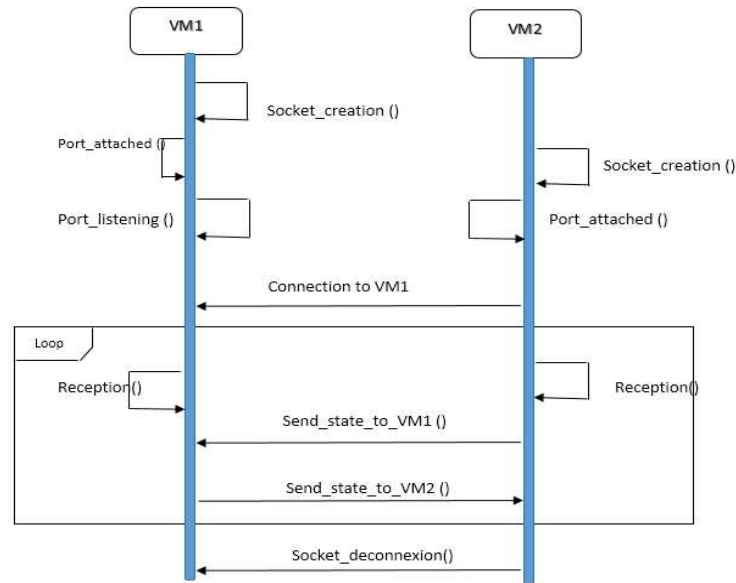 VM1
VM2
Socket_creation ()
Port_attached ()
Socket_creation ()
Port_listening ()
Port_attached ()
Connection to VM1
Loop
Reception()
Reception()
Send_state_to_VM1 ()
Send_state_to_VM2 ()
Socket_deconnexion()